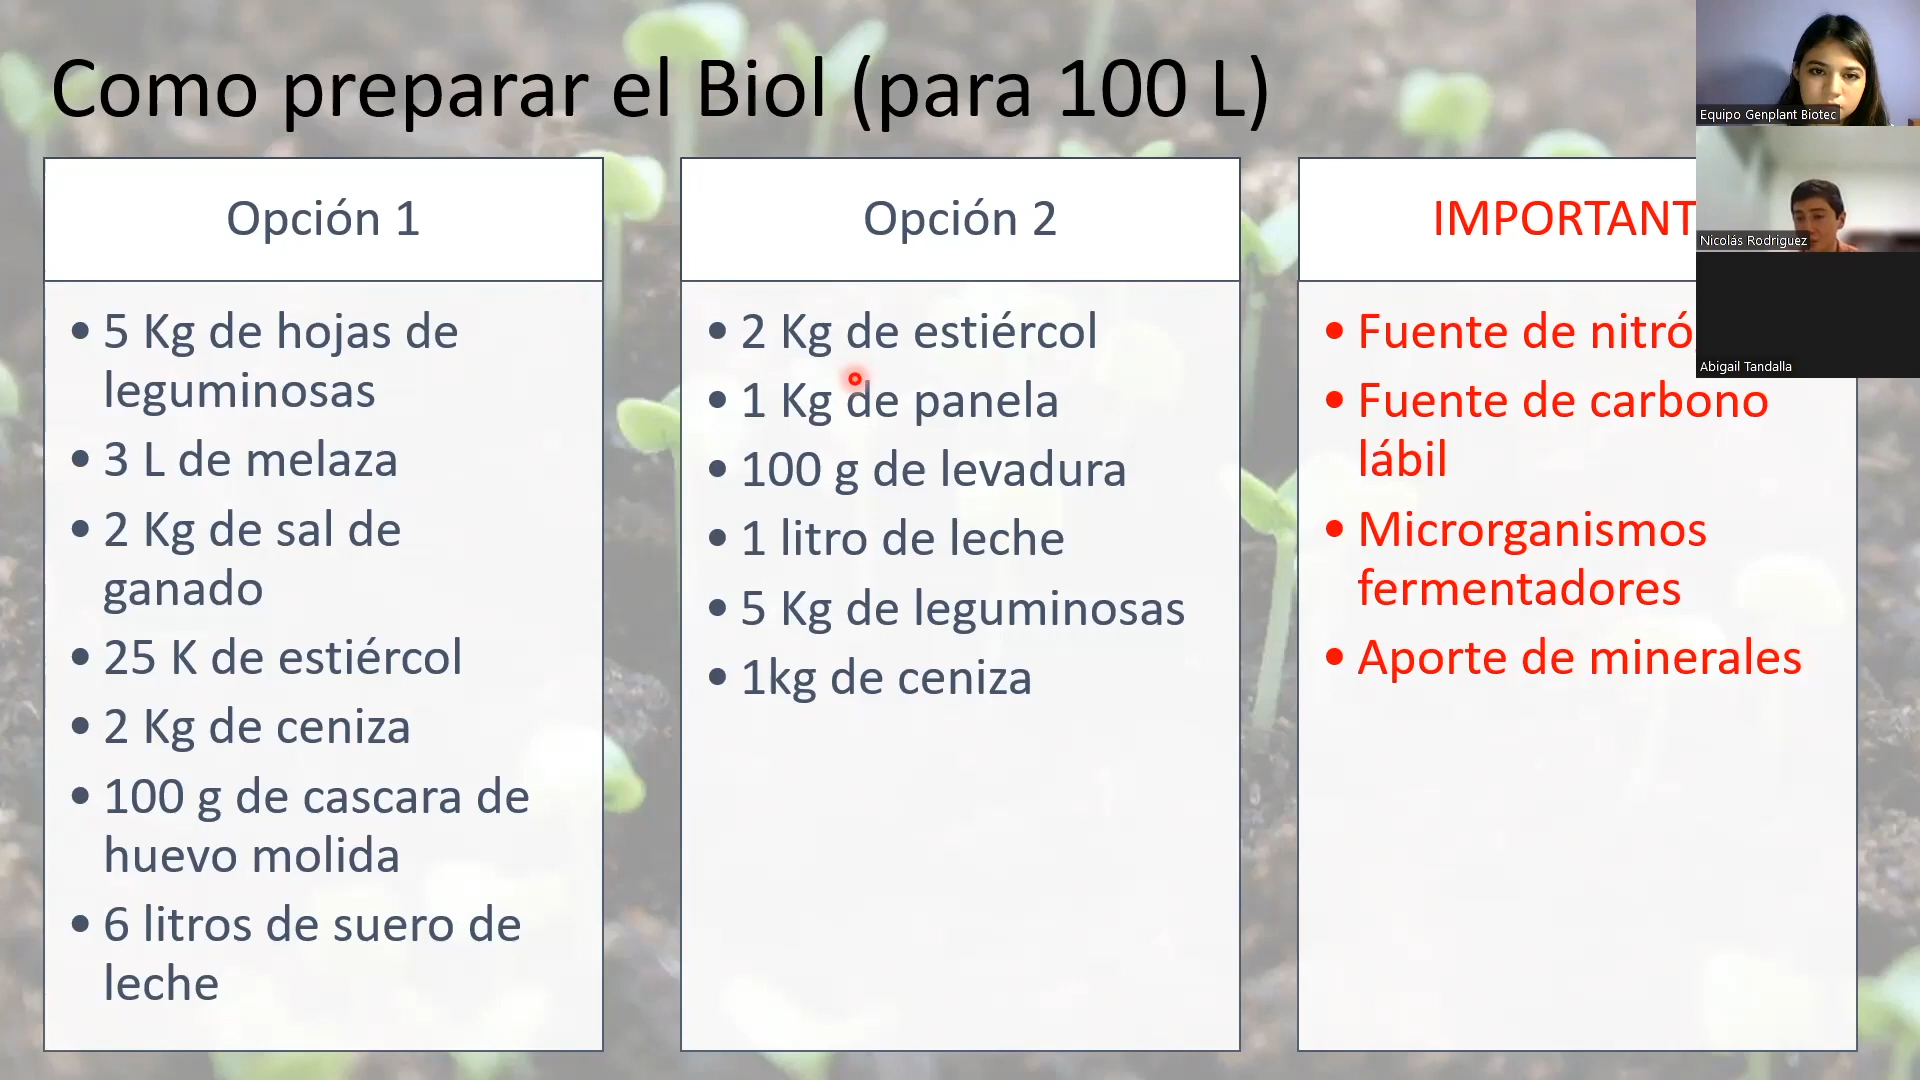 Como preparar el Biol (para 100 L)
Opción 1
• 5 Kg de hojas de
leguminosas
• 3 L de melaza
• 2 Kg de sal de
ganado
• 25 K de estiércol
• 2 Kg de ceniza
• 100 g de cascara de
huevo molida
• 6 litros de suero de
leche
Opción 2
• 2 Kg de estiércol
• 1 Kg de panela
• 100 g de levadura
• 1 litro de leche
• 5 Kg de leguminosas
• 1kg de ceniza
IMPORTANT
• Fuente de nitró
• Fuente de carbono
lábil
• Microrganismos
fermentadores
• Aporte de minerales
Equipo Genplant Biotec
Nicolás Rodriguez
Abigail Tandalla